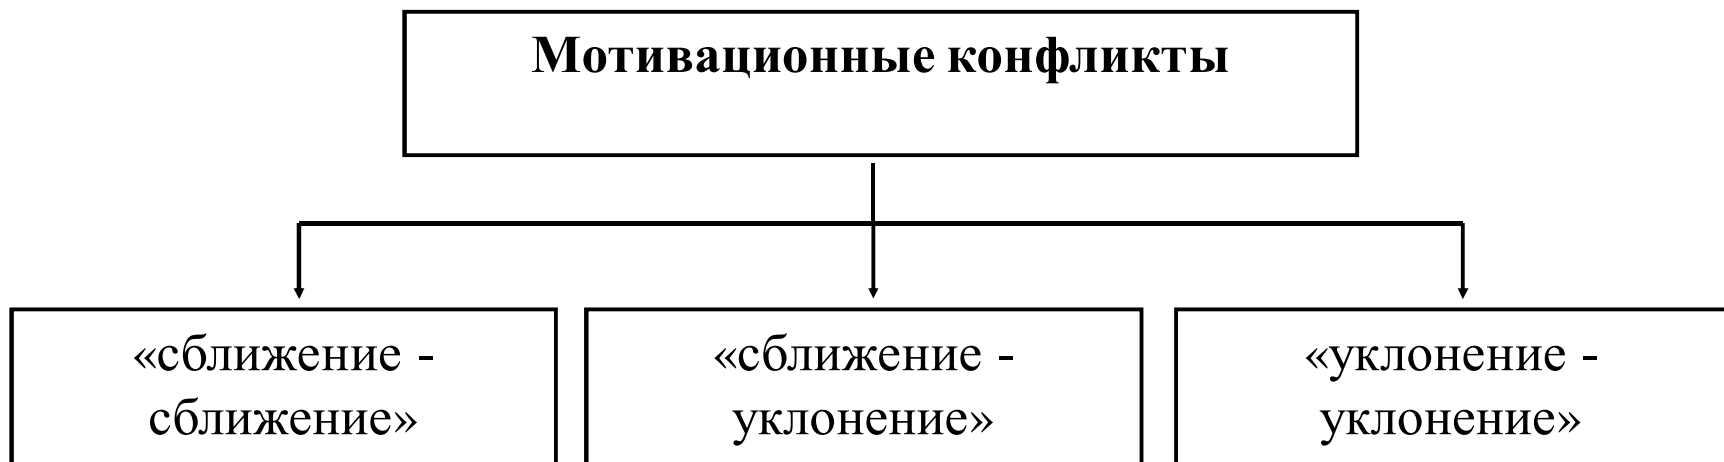 Мотивационные конфликты
«сближение -
сближение»
«сближение -
уклонение»
«уклонение -
уклонение»